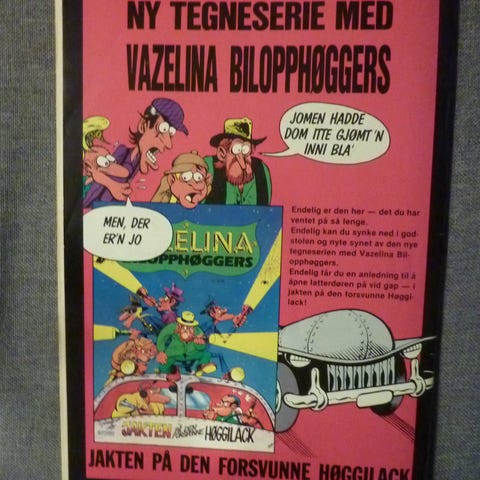 NY TEGNESERIE MED
VAZELINA BILOPPHØGGERS
JOMEN HADDE
DOM ITTE GJØMT'N
INNI BLA'
MEN, DER
ER'N JO
Endelig er den her — det du har
ventet på så lenge.
Endelig kan du synke ned i god-
stolen og nyte synet av den nye
tegneserien med Vazelina Bil-
opphøggers.
Endelig får du en anledning til å
åpne latterdøren på vid gap — i
jakten på den forsvunne Høggi-
lack!
JAKTEN PÅ DEN
FORSVUNNE HØGGILACK
JAKTEN PÅ DEN FORSVUNNE HØGGILACK